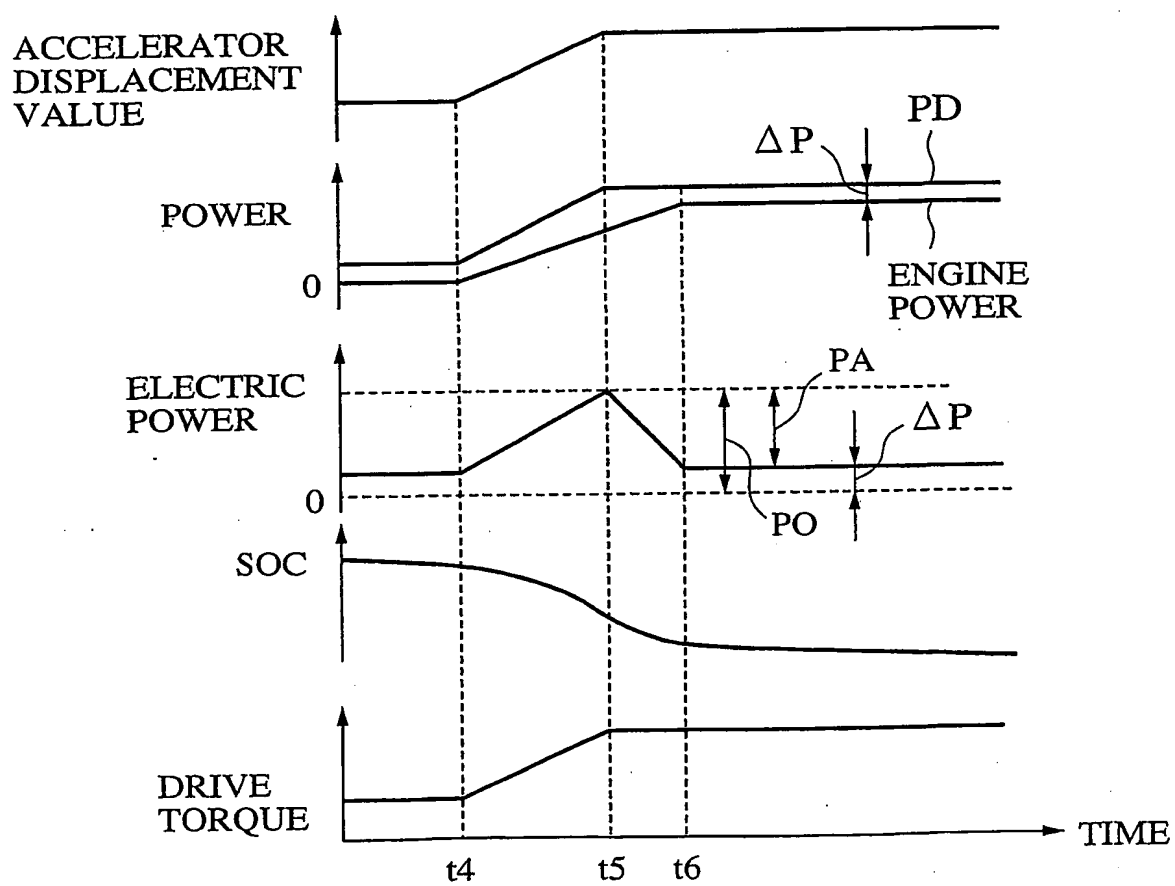 ACCELERATOR
DISPLACEMENT
VALUE
PD
ΔP
POWER
0
ENGINE
POWER
PA
ELECTRIC
POWER
ΔP
0
PO
SOC
DRIVE
TORQUE
TIME
t4
t5
t6